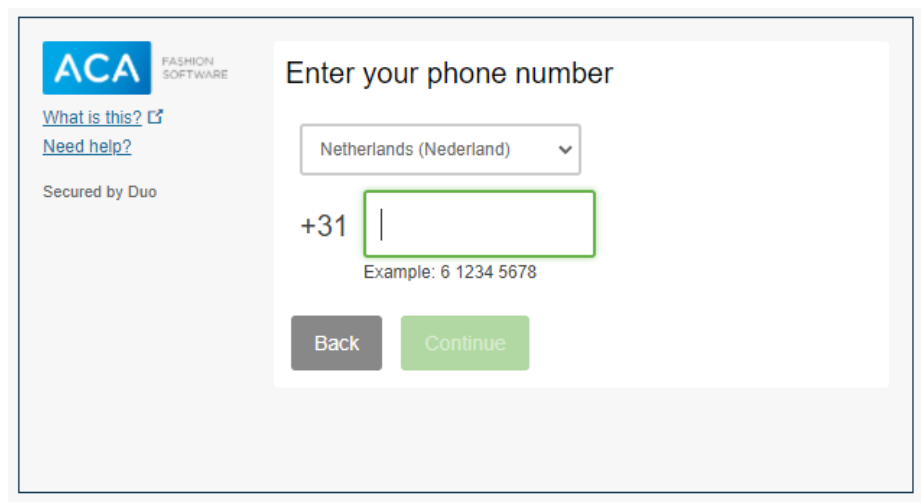 ACA
FASHION
SOFTWARE
What is this?
Need help?
Secured by Duo
Enter your phone number
Netherlands (Nederland)
+31
Example: 6 1234 5678
Back
Continue